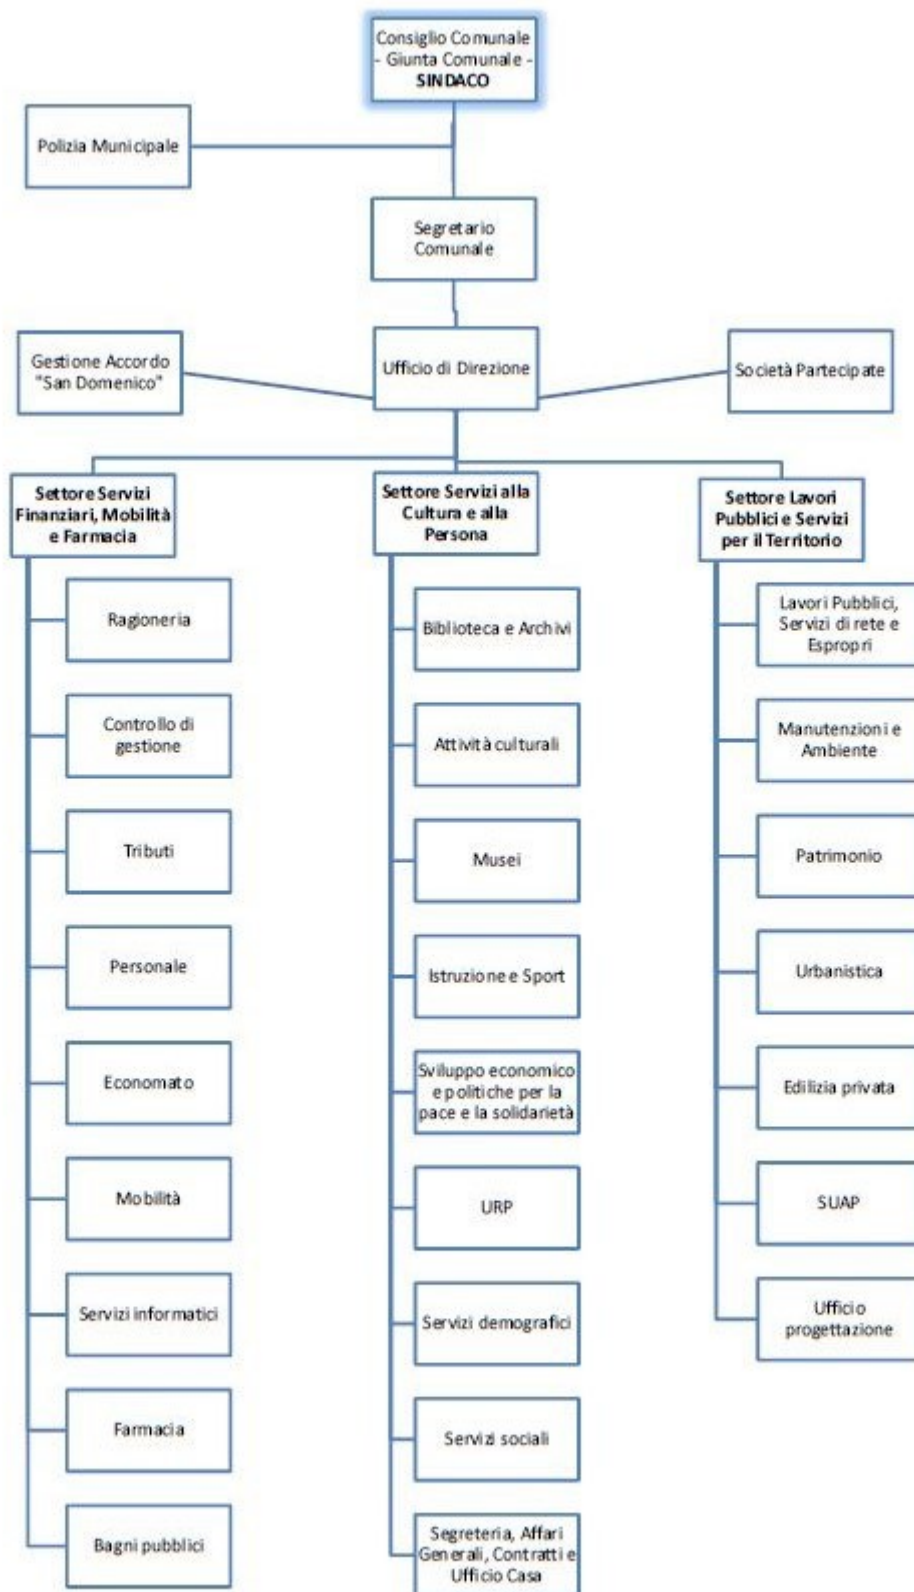 Consiglio Comunale
- Giunta Comunale -
SINDACO
Polizia Municipale
Segretario
Comunale
Gestione Accordo
"San Domenico"
Ufficio di Direzione
Società Partecipate
Settore Servizi
Finanziari, Mobilità
e Farmacia
Ragioneria
Controllo di
gestione
Tributi
Personale
Economato
Mobilità
Servizi informatici
Farmacia
Bagni pubblici
Settore Servizi alla
Cultura e alla
Persona
Biblioteca e Archivi
Attività culturali
Musei
Istruzione e Sport
Sviluppo economico
e politiche per la
pace e la solidarietà
URP
Servizi demografici
Servizi sociali
Segreteria, Affari
Generali, Contratti e
Ufficio Casa
Settore Lavori
Pubblici e Servizi
per il Territorio
Lavori Pubblici,
Servizi di rete e
Espropri
Manutenzioni e
Ambiente
Patrimonio
Urbanistica
Edilizia privata
SUAP
Ufficio
progettazione